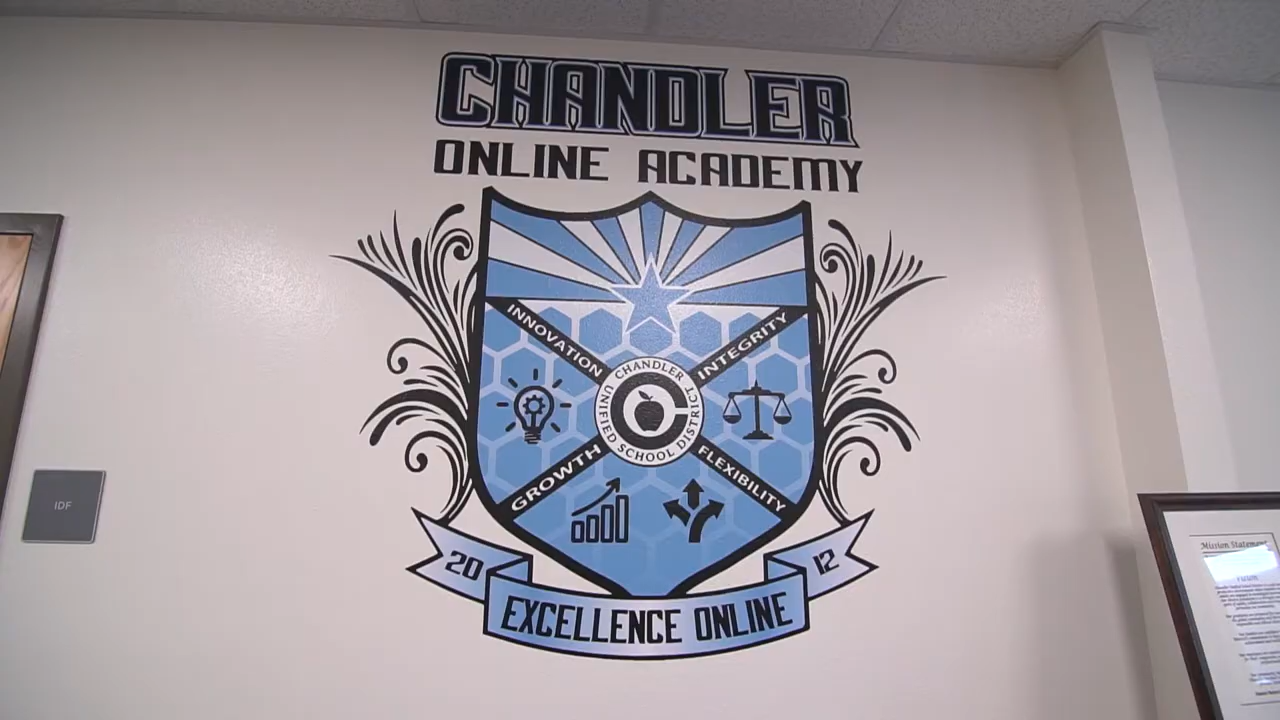 CHANDLER
ONLINE ACADEMY
INNOVATION
INTEGRITY
CHANDLER
UNIFIED SCHOOL DISTRICT
C
GROWTH
FLEXIBILITY
20
12
EXCELLENCE ONLINE
IDF
Mission Statement